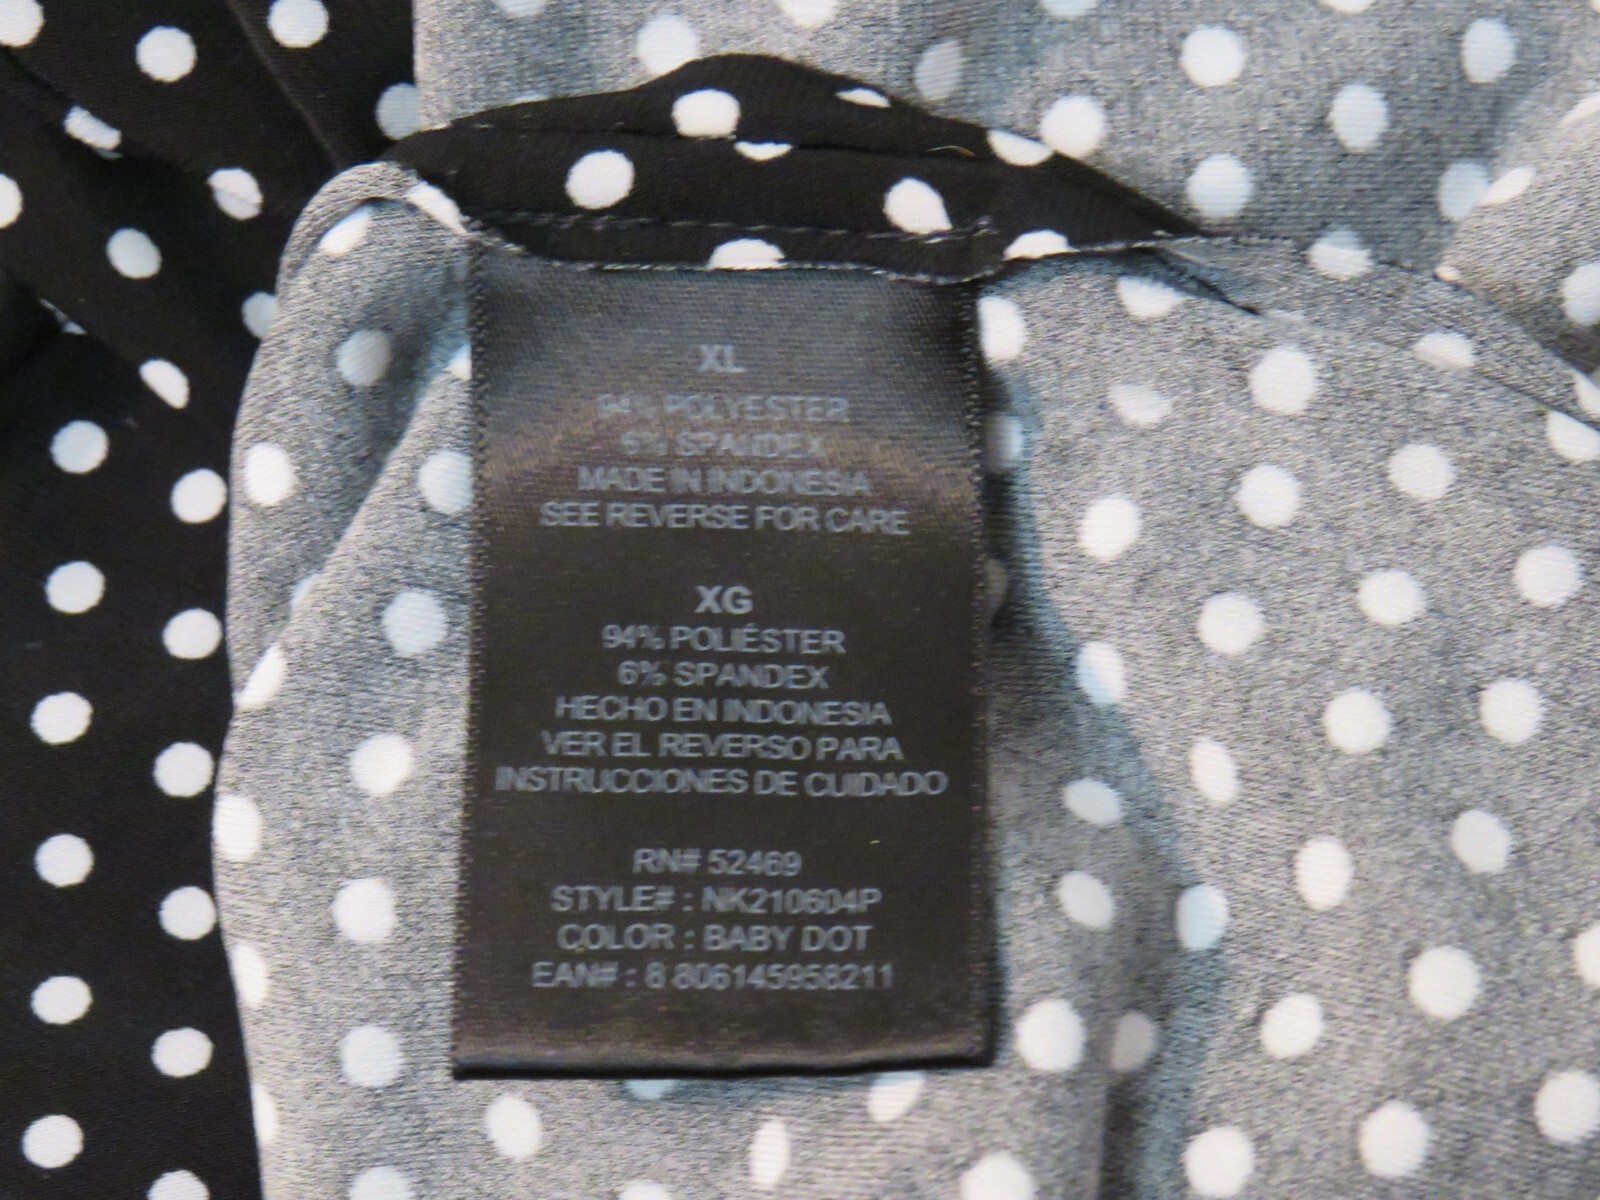 XL
94% POLYESTER
6% SPANDEX
MADE IN INDONESIA
SEE REVERSE FOR CARE
XG
94% POLIÉSTER
6% SPANDEX
HECHO EN INDONESIA
VER EL REVERSO PARA
INSTRUCCIONES DE CUIDADO
RN# 52469
STYLE# : NK210604P
COLOR : BABY DOT
EAN# : 8 806145958211